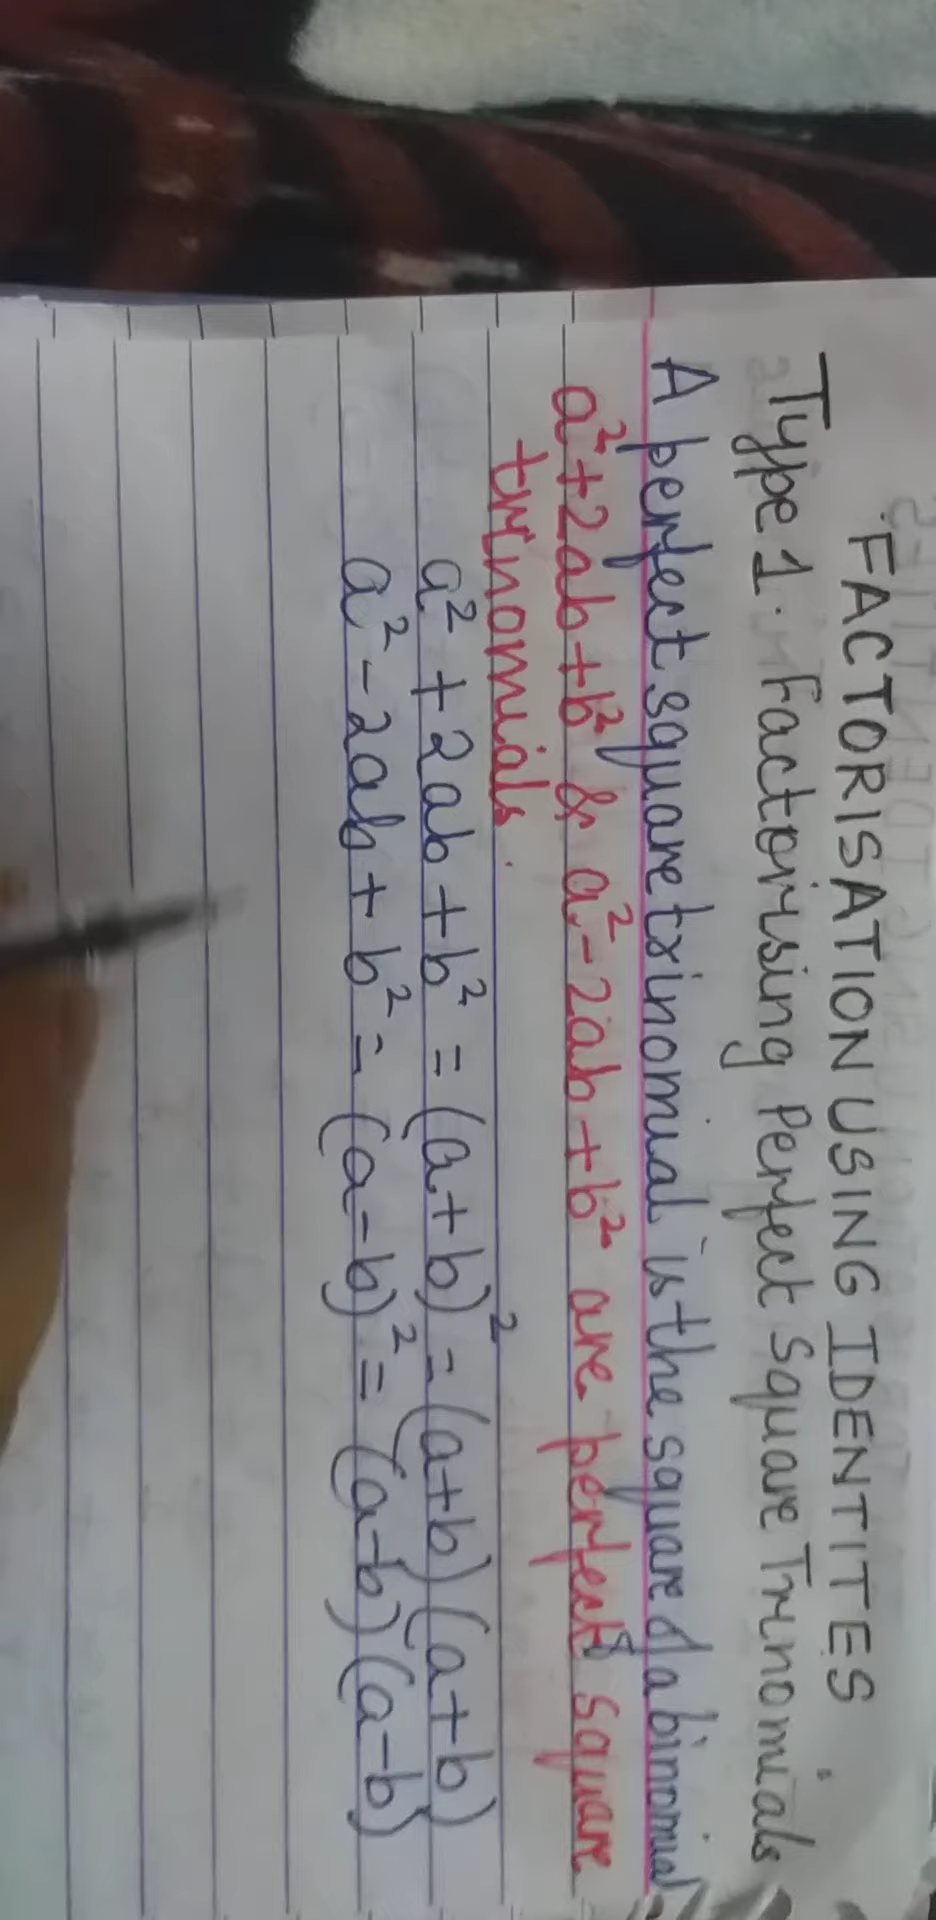 FACTORISATION USING IDENTITES
Type 1. Factorising Perfect Square Trinomials
A perfect square trinomial is the square of a binomial
a²+2ab+b² & a²-2ab+b² are perfect square
trinomials.
a² + 2ab + b² = (a+b)² = (a+b) (a+b)
a² - 2ab + b² = (a-b)² = (a-b) (a-b)